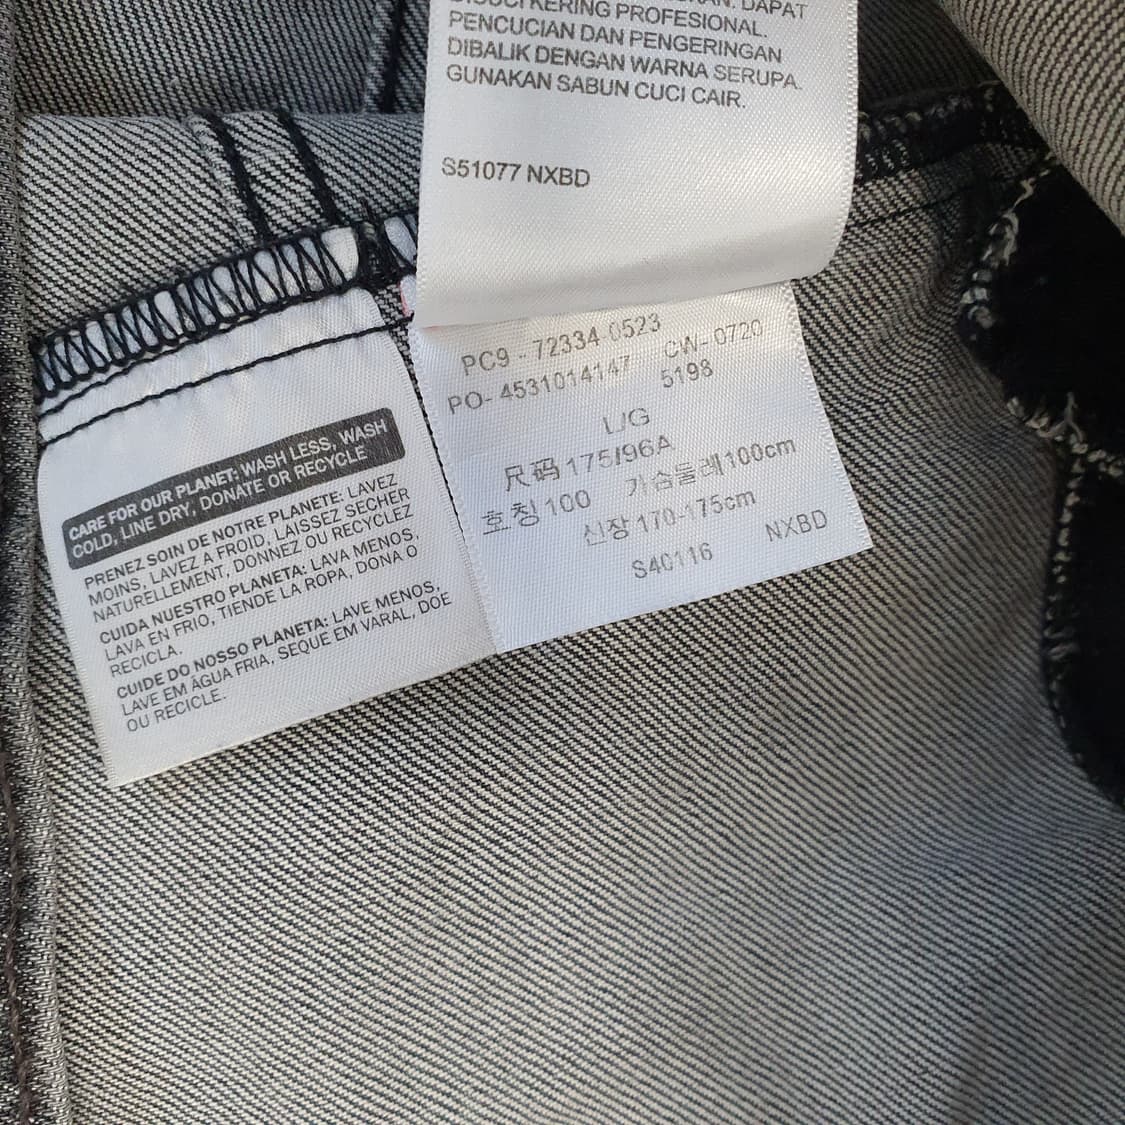 DAPAT
PROFESIONAL.
PENCUCIAN DAN PENGERINGAN
DIBALIK DENGAN WARNA SERUPA.
GUNAKAN SABUN CUCI CAIR.
S51077 NXBD
PC9 - 72334-0523
PO- 4531014147 CW- 0720
5198
L/G
尺码 175/96A
호칭 100 가슴둘레 100cm
신장 170-175cm
S40116 NXBD
CARE FOR OUR PLANET: WASH LESS, WASH
COLD, LINE DRY, DONATE OR RECYCLE
PRENEZ SOIN DE NOTRE PLANETE: LAVEZ
MOINS, LAVEZ A FROID, LAISSEZ SECHER
NATURELLEMENT, DONNEZ OU RECYCLEZ
CUIDA NUESTRO PLANETA: LAVA MENOS,
LAVA EN FRIO, TIENDE LA ROPA, DONA O
RECICLA.
CUIDE DO NOSSO PLANETA: LAVE MENOS,
LAVE EM ÁGUA FRIA, SEQUE EM VARAL, DOE
OU RECICLE.